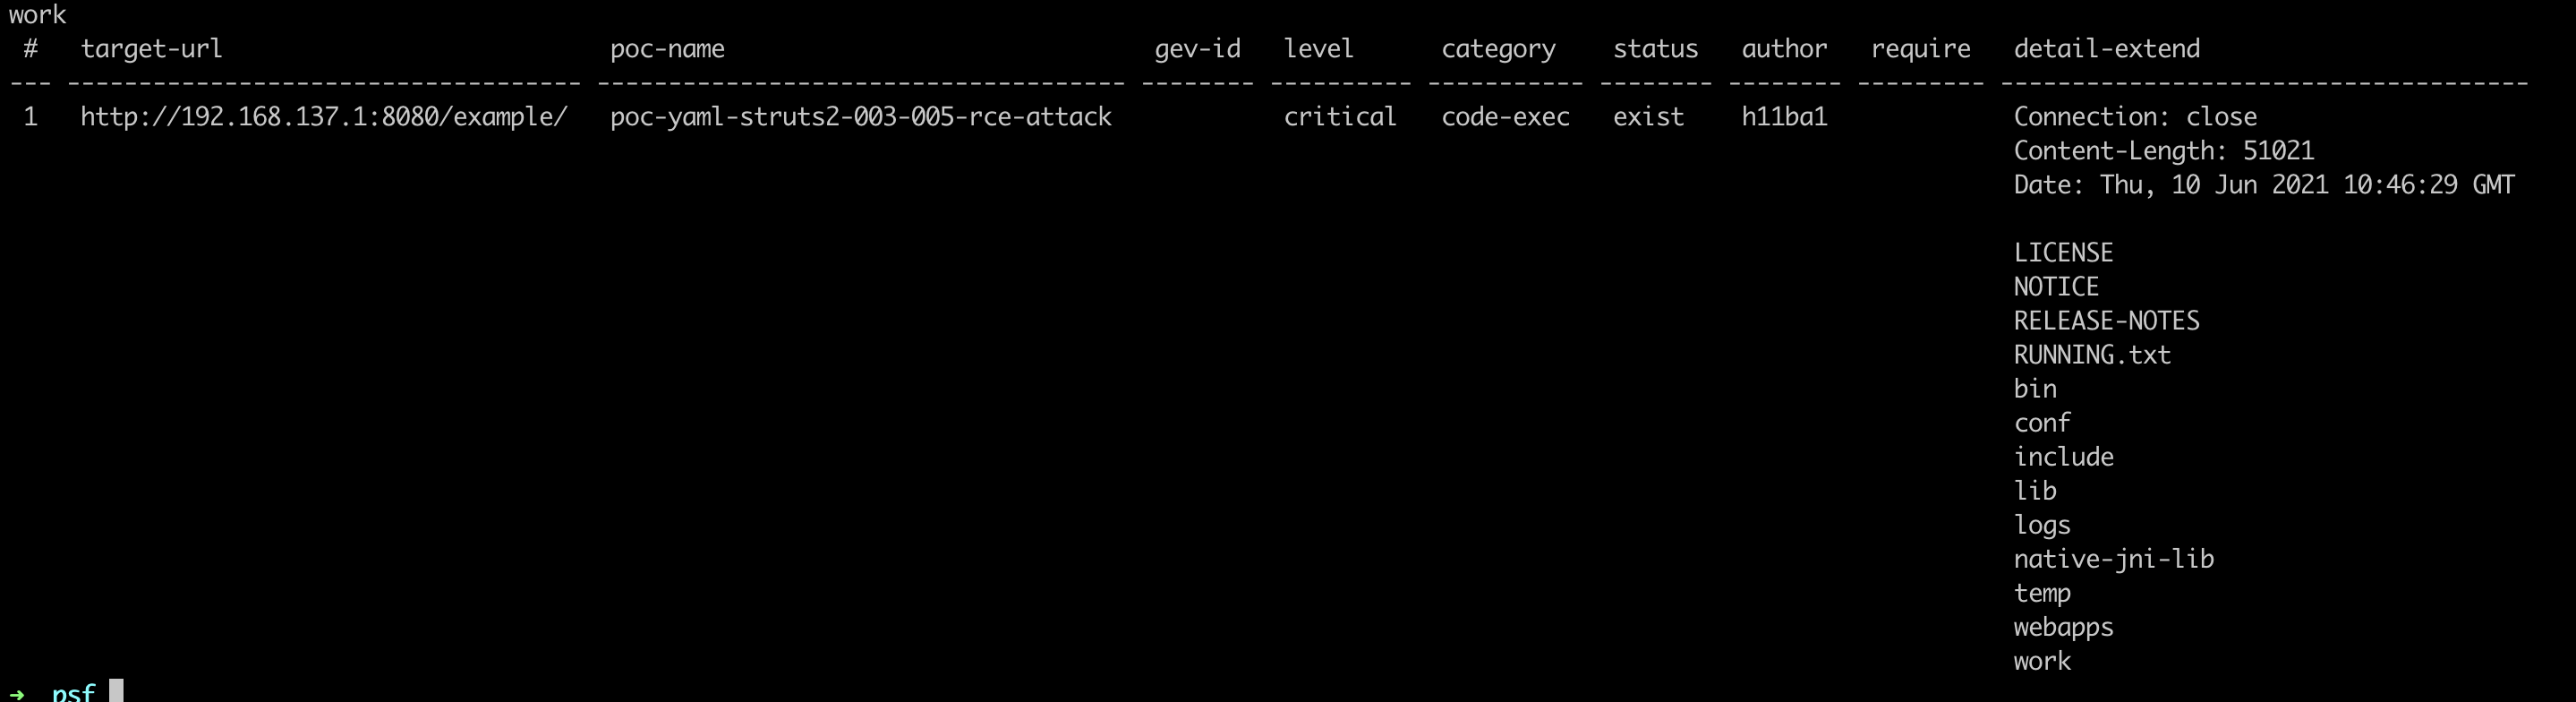 work
 #   target-url                            poc-name                              gev-id   level      category    status   author   require   detail-extend
--- ------------------------------------ ------------------------------------- -------- ---------- ----------- -------- -------- --------- -------------------------------------
 1   http://192.168.137.1:8080/example/   poc-yaml-struts2-003-005-rce-attack            critical   code-exec   exist    h11ba1             Connection: close
Content-Length: 51021
Date: Thu, 10 Jun 2021 10:46:29 GMT
LICENSE
NOTICE
RELEASE-NOTES
RUNNING.txt
bin
conf
include
lib
logs
native-jni-lib
temp
webapps
work
➜  psf